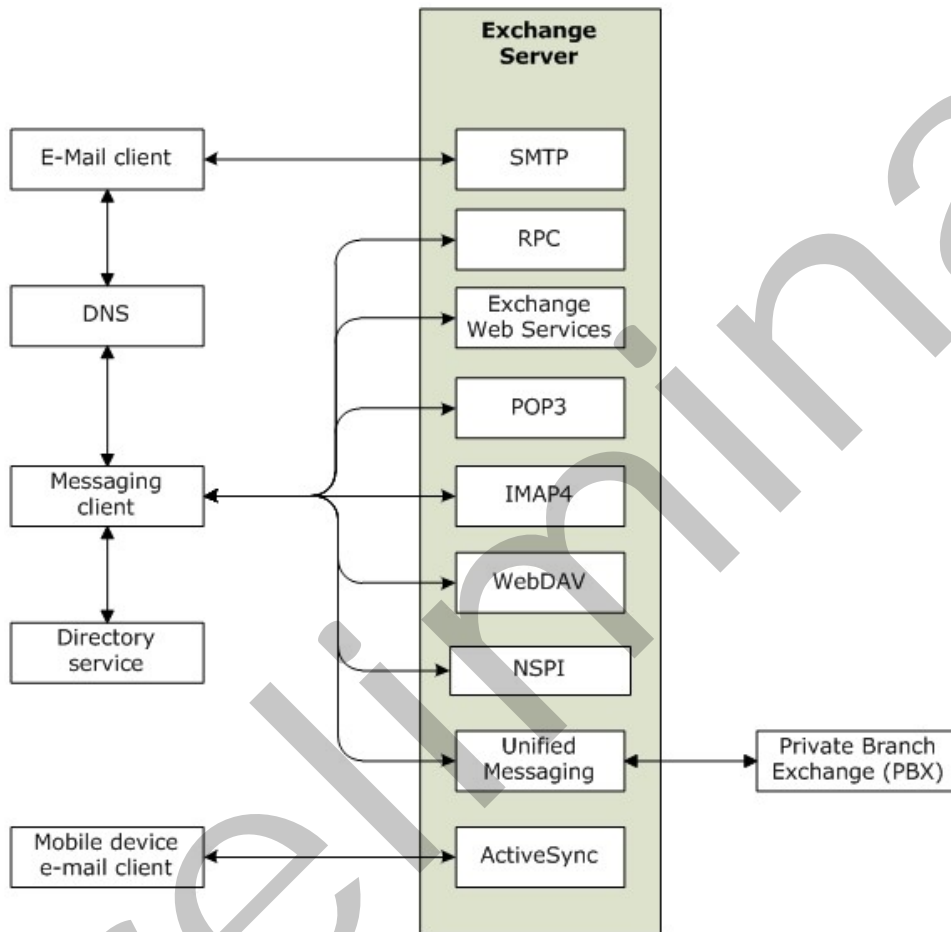 Exchange
Server
E-Mail client
SMTP
RPC
DNS
Exchange
Web Services
POP3
Messaging
client
IMAP4
WebDAV
Directory
service
NSPI
Unified
Messaging
Private Branch
Exchange (PBX)
Mobile device
e-mail client
ActiveSync
relimina